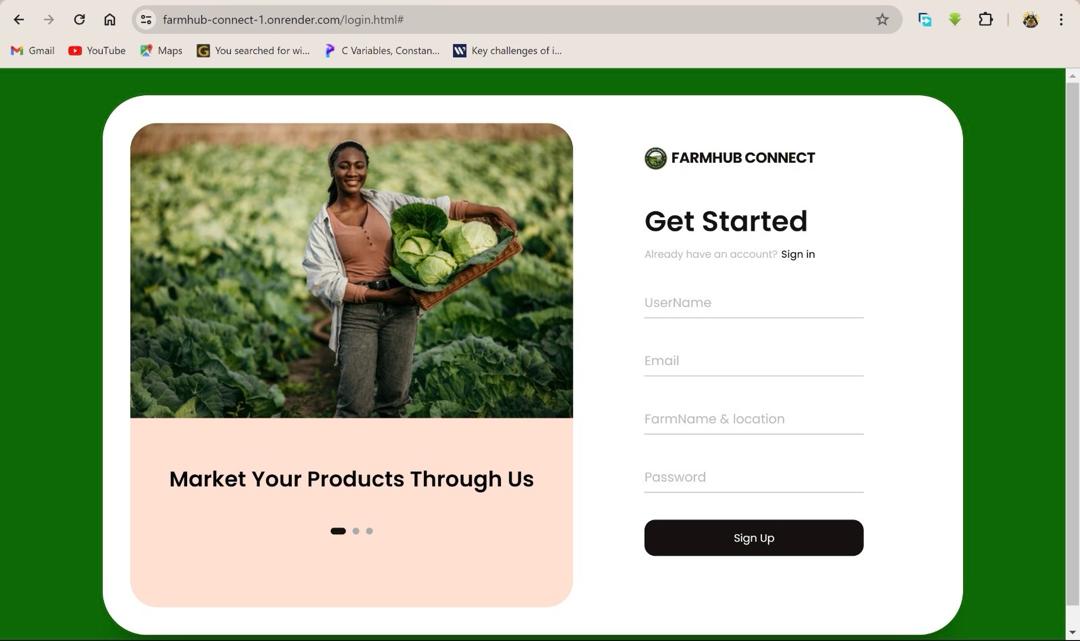 farmhub-connect-1.onrender.com/login.html#
Gmail
YouTube
Maps
You searched for wi...
C Variables, Constan...
Key challenges of i...
FARMHUB CONNECT
Get Started
Already have an account? Sign in
UserName
Email
FarmName & location
Password
Sign Up
Market Your Products Through Us